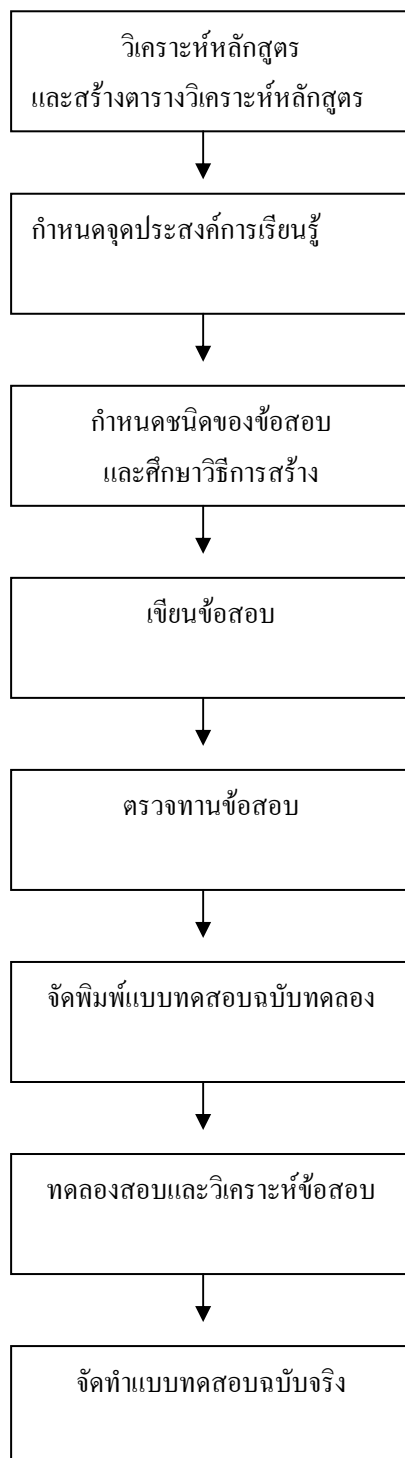 วิเคราะห์หลักสูตร
และสร้างตารางวิเคราะห์หลักสูตร
กำหนดจุดประสงค์การเรียนรู้
กำหนดชนิดของข้อสอบ
และศึกษาวิธีการสร้าง
เขียนข้อสอบ
ตรวจทานข้อสอบ
จัดพิมพ์แบบทดสอบฉบับทดลอง
ทดลองสอบและวิเคราะห์ข้อสอบ
จัดทำแบบทดสอบฉบับจริง